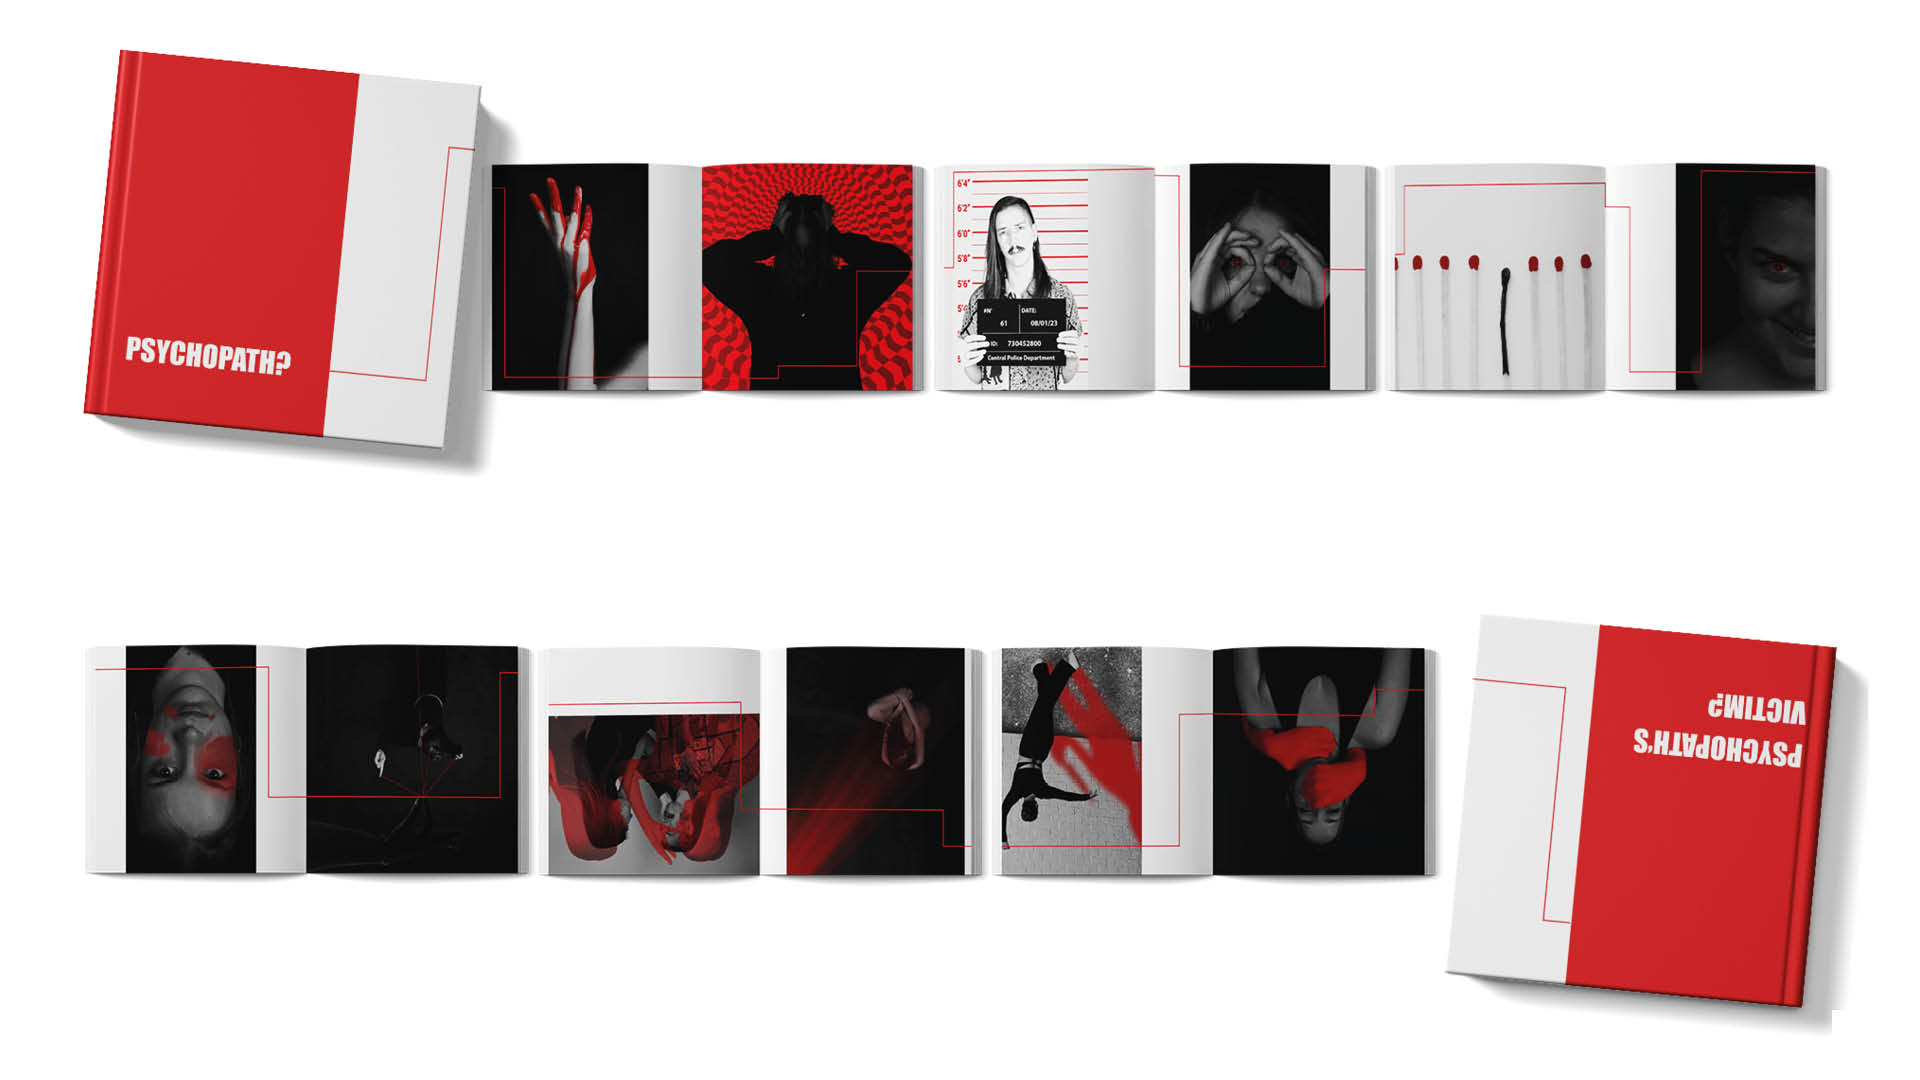 PSYCHOPATH?
6'4"
6'2"
6'0"
5'8"
5'6"
#N°
61
DATE:
08/01/23
ID:
730452800
Central Police Department
PSYCHOPATH'S
VICTIM?